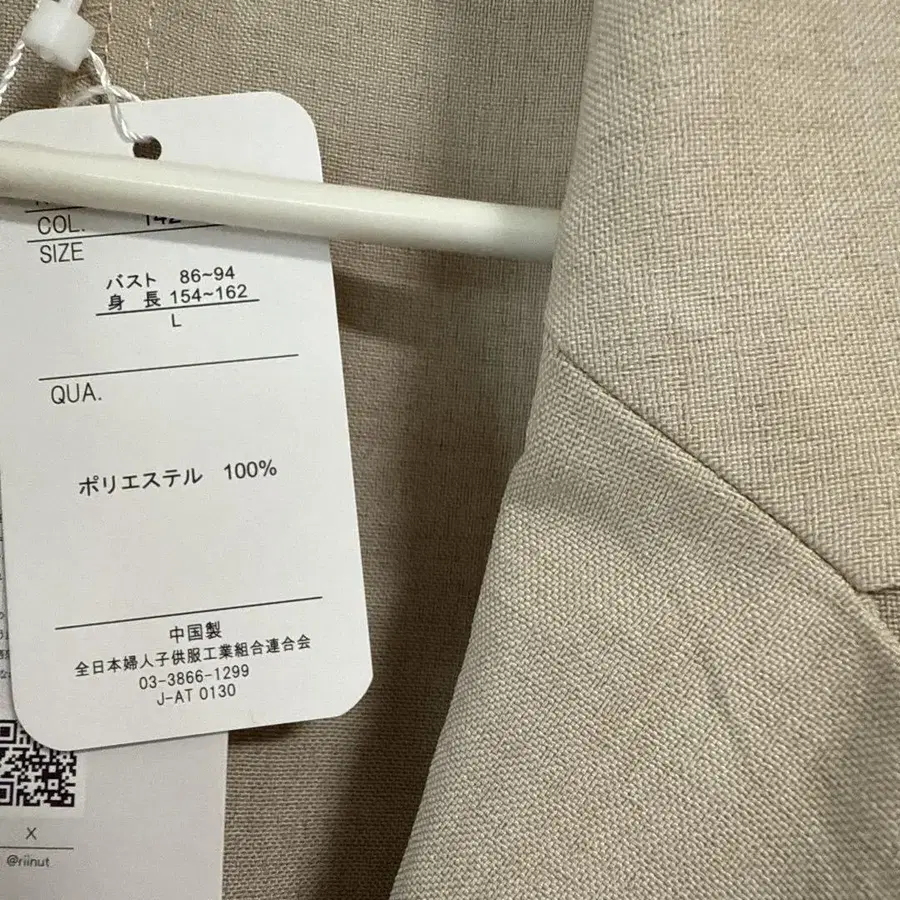 COL. 142
SIZE
バスト 86~94
身 長 154~162
L
QUA.
ポリエステル 100%
中国製
全日本婦人子供服工業組合連合会
03-3866-1299
J-AT 0130
X
@riinut